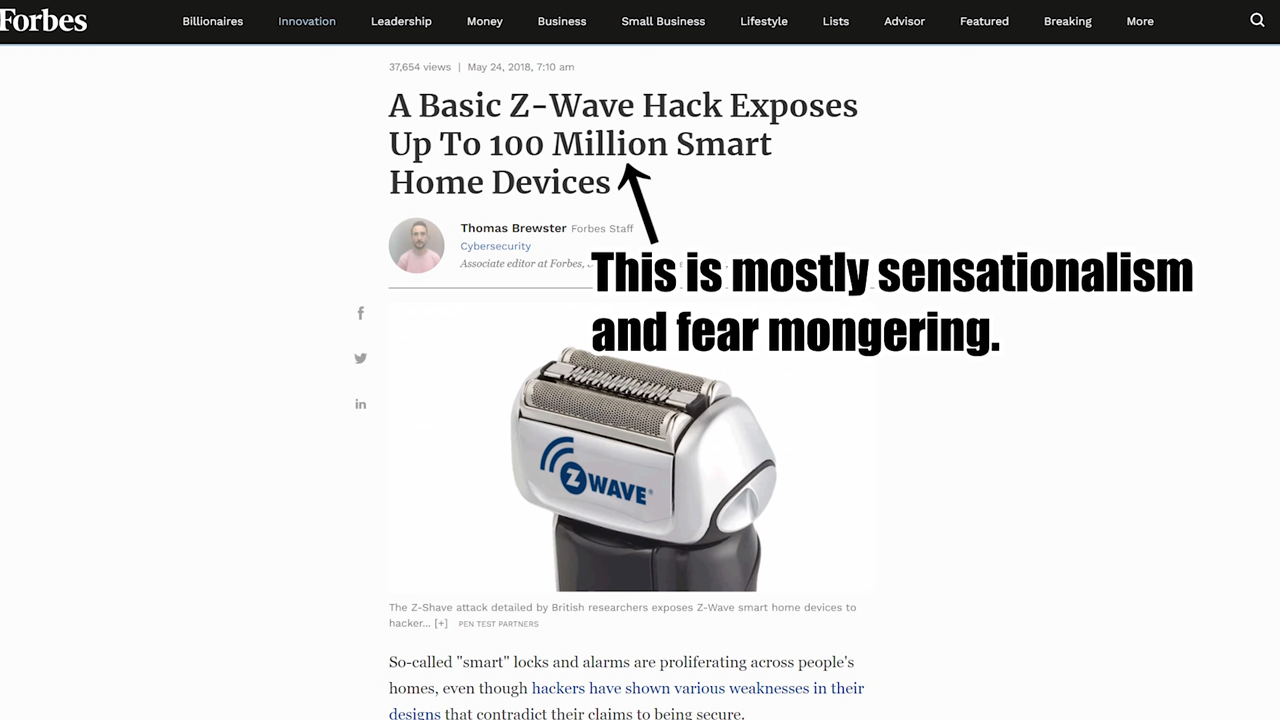 Forbes
Billionaires Innovation Leadership Money Business Small Business Lifestyle Lists Advisor Featured Breaking More
37,654 views | May 24, 2018, 7:10 am
A Basic Z-Wave Hack Exposes
Up To 100 Million Smart
Home Devices
Thomas Brewster Forbes Staff
Cybersecurity
Associate editor at Forbes,
This is mostly sensationalism
and fear mongering.
Z WAVE
The Z-Shave attack detailed by British researchers exposes Z-Wave smart home devices to
hacker... [+] PEN TEST PARTNERS
So-called "smart" locks and alarms are proliferating across people's
homes, even though hackers have shown various weaknesses in their
designs that contradict their claims to being secure.